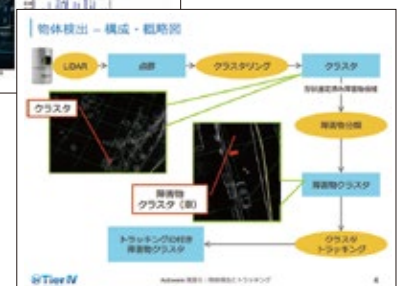 物体検出 – 構成・概略図
LiDAR
点群
クラスタリング
クラスタ
クラスタ
障害物分類
障害物
クラスタ（車）
障害物クラスタ
トラッキングID付き
障害物クラスタ
クラスタ
トラッキング
Tier IV
4